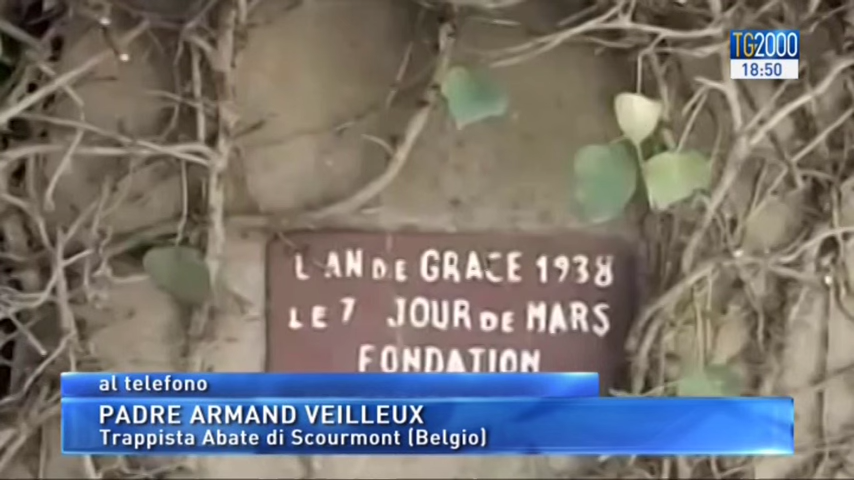 TG2000
18:50
L'AN DE GRACE 1938
LE 7 JOUR DE MARS
FONDATION
al telefono
PADRE ARMAND VEILLEUX
Trappista Abate di Scourmont (Belgio)